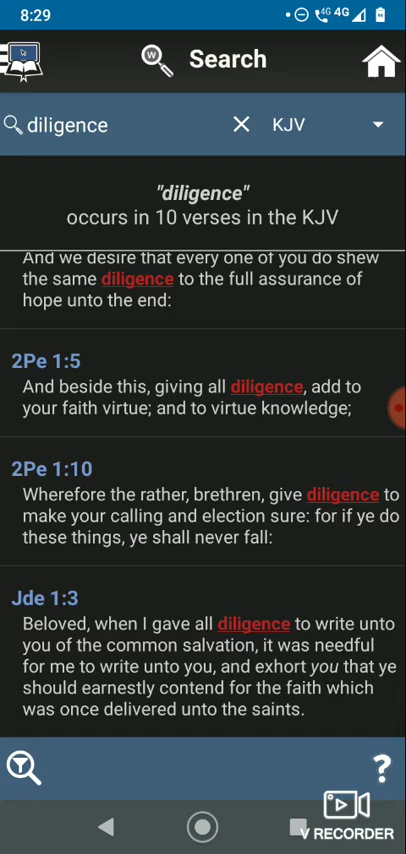 8:29
4G 4G
W
Search
diligence
KJV
"diligence"
occurs in 10 verses in the KJV
And we desire that every one of you do shew
the same diligence to the full assurance of
hope unto the end:
2Pe 1:5
And beside this, giving all diligence, add to
your faith virtue; and to virtue knowledge;
2Pe 1:10
Wherefore the rather, brethren, give diligence to
make your calling and election sure: for if ye do
these things, ye shall never fall:
Jde 1:3
Beloved, when I gave all diligence to write unto
you of the common salvation, it was needful
for me to write unto you, and exhort you that ye
should earnestly contend for the faith which
was once delivered unto the saints.
?
V RECORDER